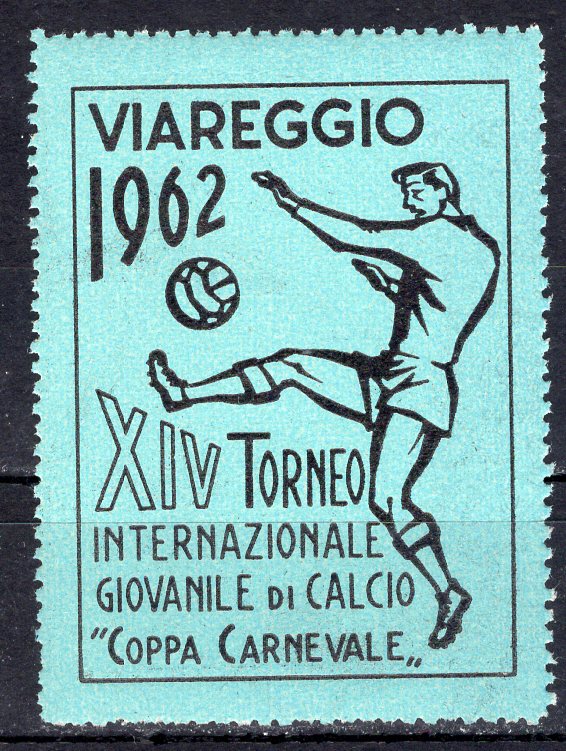 VIAREGGIO
1962
XIV TORNEO
INTERNAZIONALE
GIOVANILE DI CALCIO
"COPPA CARNEVALE„